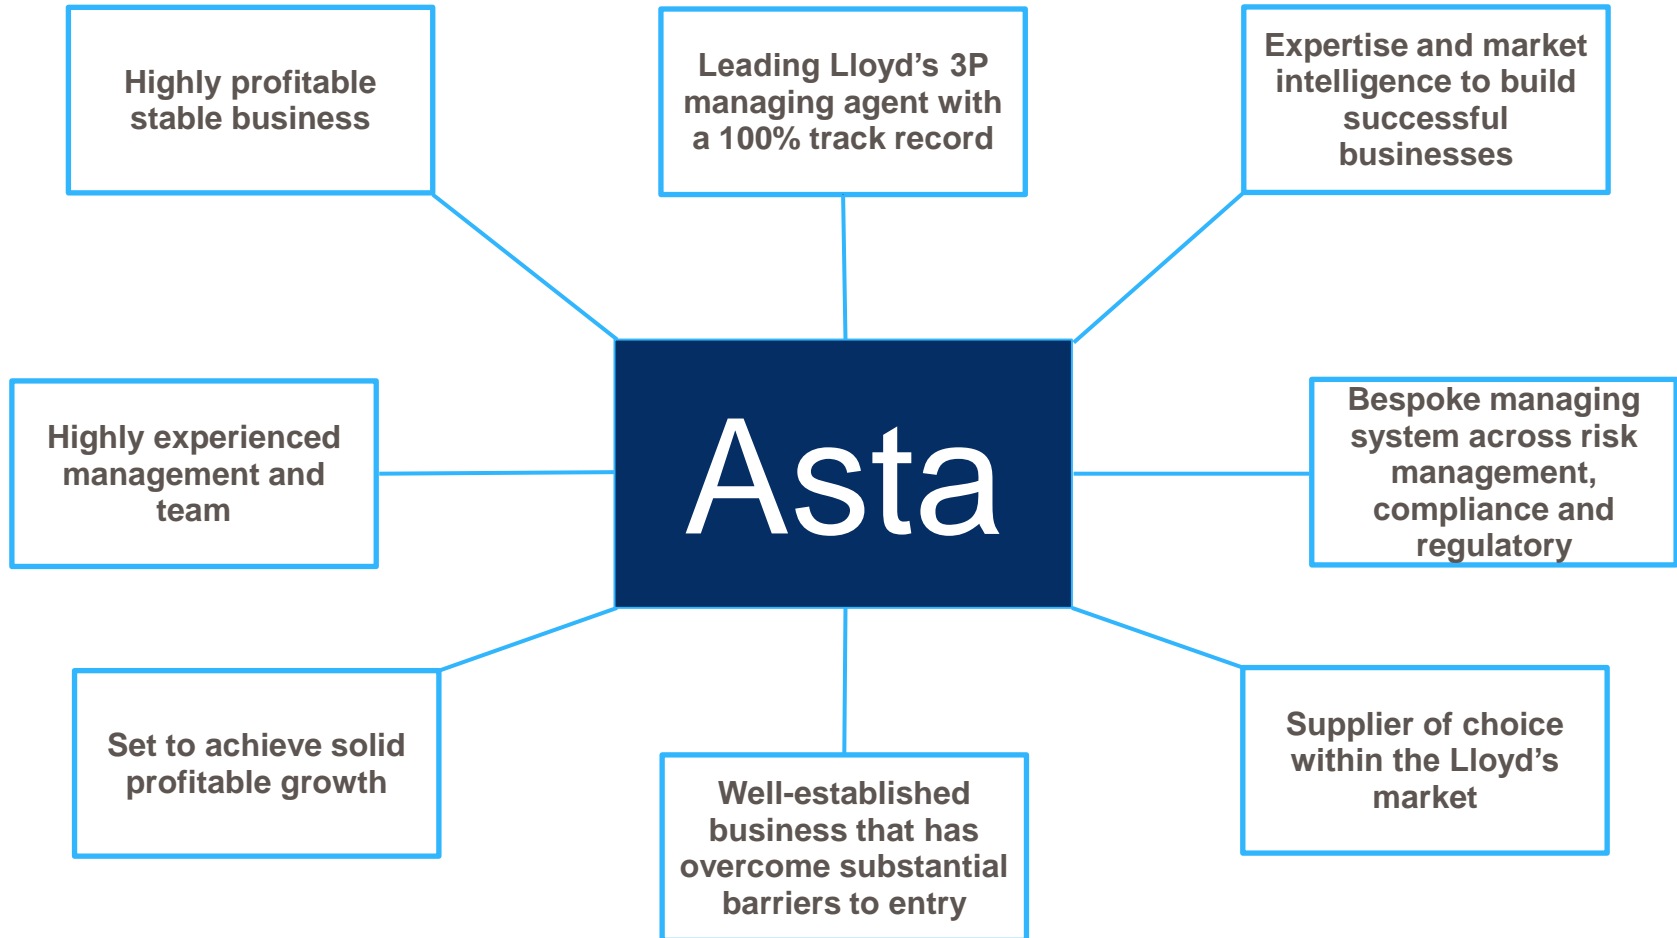 Highly profitable
stable business
Leading Lloyd’s 3P
managing agent with
a 100% track record
Expertise and market
intelligence to build
successful
businesses
Highly experienced
management and
team
Asta
Bespoke managing
system across risk
management,
compliance and
regulatory
Set to achieve solid
profitable growth
Well-established
business that has
overcome substantial
barriers to entry
Supplier of choice
within the Lloyd’s
market